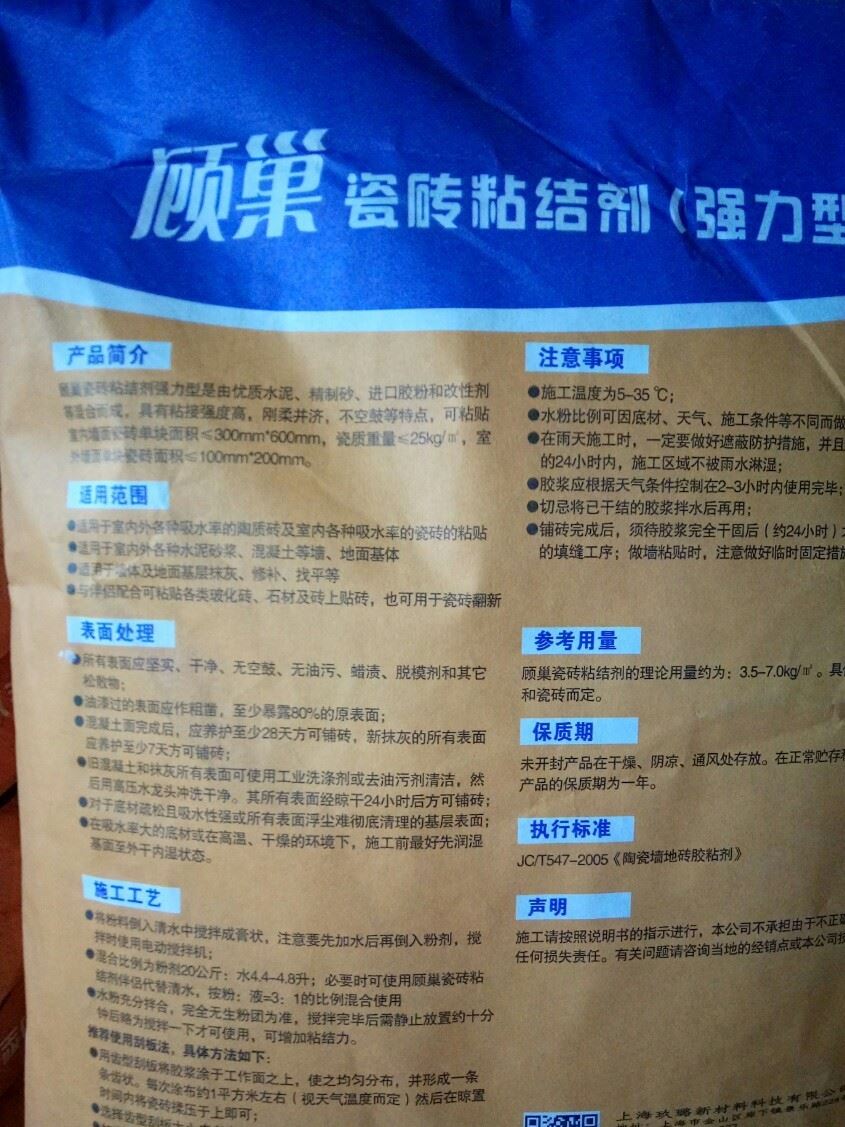 顾巢 瓷砖粘结剂（强力型
产品简介
顾巢瓷砖粘结剂强力型是由优质水泥、精制砂、进口胶粉和改性剂
等混合而成，具有粘接强度高，刚柔并济，不空鼓等特点，可粘贴
室内墙面瓷砖单块面积≤300mm*600mm，瓷质重量≤25kg/㎡，室
外墙面单块瓷砖面积≤100mm*200mm。
适用范围
●适用于室内外各种吸水率的陶质砖及室内各种吸水率的瓷砖的粘贴
●适用于室内外各种水泥砂浆、混凝土等墙、地面基体
●适用于墙体及地面基层抹灰、修补、找平等
●与伴侣配合可粘贴各类玻化砖、石材及砖上贴砖，也可用于瓷砖翻新
表面处理
●所有表面应坚实、干净、无空鼓、无油污、蜡渍、脱模剂和其它
松散物；
●油漆过的表面应作粗凿，至少暴露80%的原表面；
●混凝土面完成后，应养护至少28天方可铺砖，新抹灰的所有表面
应养护至少7天方可铺砖；
●旧混凝土和抹灰所有表面可使用工业洗涤剂或去油污剂清洁，然
后用高压水龙头冲洗干净。其所有表面经晾干24小时后方可铺砖；
●对于底材疏松且吸水性强或所有表面浮尘难彻底清理的基层表面；
●在吸水率大的底材或在高温、干燥的环境下，施工前最好先润湿
基面至外干内湿状态。
施工工艺
●将粉料倒入清水中搅拌成膏状，注意要先加水后再倒入粉剂，搅
拌时使用电动搅拌机；
●混合比例为粉剂20公斤：水4.4–4.8升；必要时可使用顾巢瓷砖粘
结剂伴侣代替清水，按粉：液=3：1的比例混合使用
●水粉充分拌合，完全无生粉团为准，搅拌完毕后需静止放置约十分
钟后略为搅拌一下才可使用，可增加粘结力。
推荐使用刮板法，具体方法如下：
●用齿型刮板将胶浆涂于工作面之上，使之均匀分布，并形成一条
条齿状。每次涂布约1平方米左右（视天气温度而定）然后在晾置
时间内将瓷砖揉压于上即可；
●选择齿型刮板
注意事项
●施工温度为5–35℃；
●水粉比例可因底材、天气、施工条件等不同而做
●在雨天施工时，一定要做好遮蔽防护措施，并且
的24小时内，施工区域不被雨水淋湿；
●胶浆应根据天气条件控制在2–3小时内使用完毕；
●切忌将已干结的胶浆拌水后再用；
●铺砖完成后，须待胶浆完全干固后（约24小时）
的填缝工序；做墙粘贴时，注意做好临时固定措施
参考用量
顾巢瓷砖粘结剂的理论用量约为：3.5–7.0kg/㎡。具体
和瓷砖而定。
保质期
未开封产品在干燥、阴凉、通风处存放。在正常贮存
产品的保质期为一年。
执行标准
JC/T547–2005《陶瓷墙地砖胶粘剂》
声明
施工请按照说明书的指示进行，本公司不承担由于不正确
任何损失责任。有关问题请咨询当地的经销点或本公司
上海玖璐新材料科技有限公
地址：上海市金山区廊下镇景乐路228